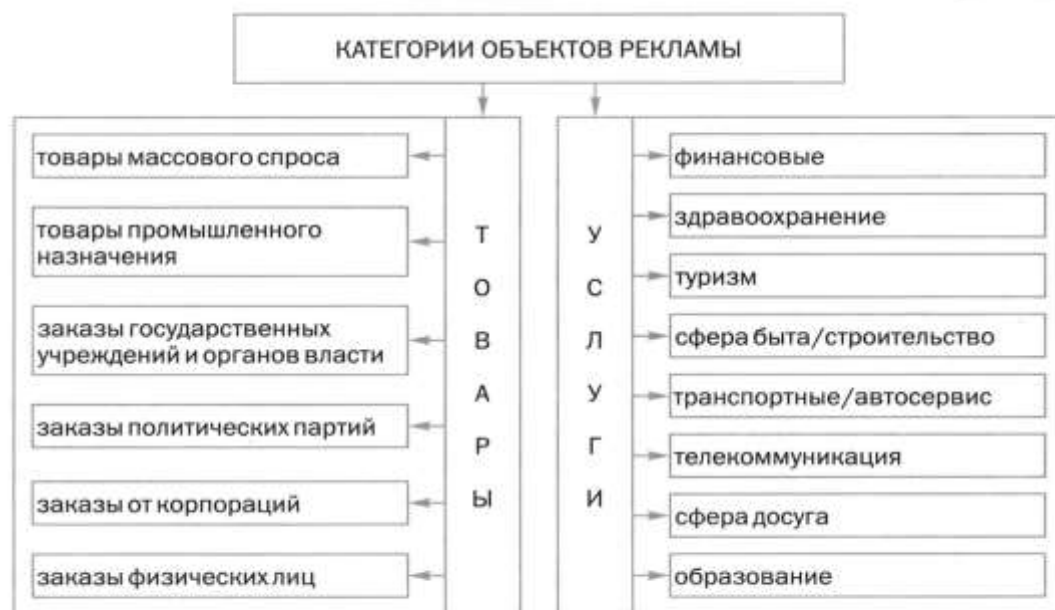 КАТЕГОРИИ ОБЪЕКТОВ РЕКЛАМЫ
товары массового спроса
товары промышленного
назначения
заказы государственных
учреждений и органов власти
заказы политических партий
заказы от корпораций
заказы физических лиц
Т
О
В
А
Р
Ы
У
С
Л
У
Г
И
финансовые
здравоохранение
туризм
сфера быта/строительство
транспортные/автосервис
телекоммуникация
сфера досуга
образование